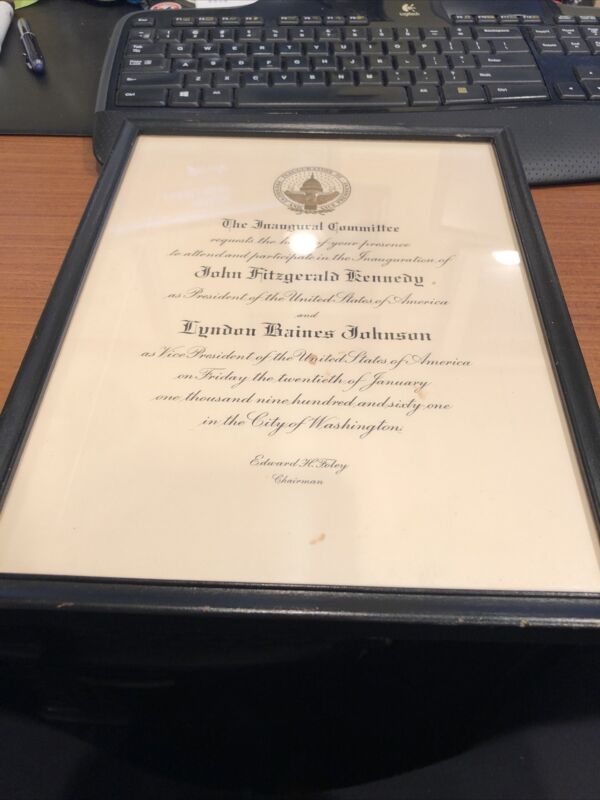 Logitech
The Inaugural Committee
requests the honor of your presence
to attend and participate in the Inauguration of
John Fitzgerald Kennedy
as President of the United States of America
and
Lyndon Baines Johnson
as Vice President of the United States of America
on Friday the twentieth of January
one thousand nine hundred and sixty one
in the City of Washington.
Edward H. Foley
Chairman